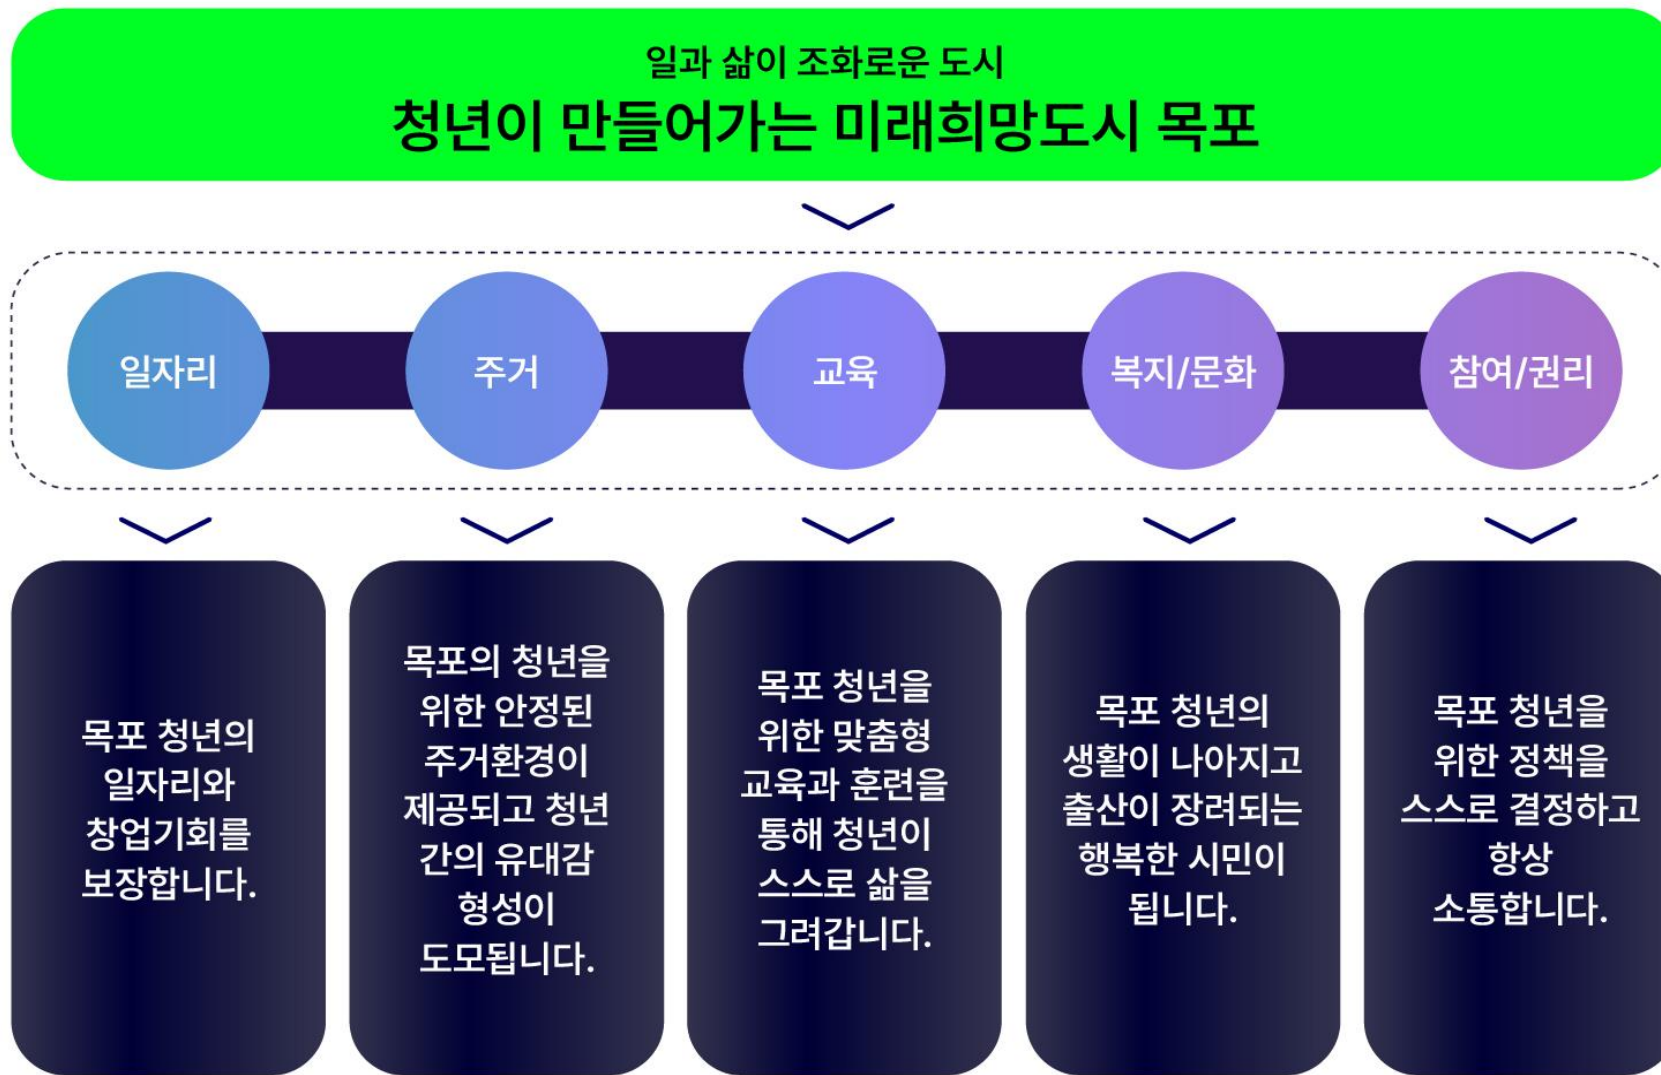 일과 삶이 조화로운 도시
청년이 만들어가는 미래희망도시 목포
일자리
주거
교육
복지/문화
참여/권리
목포 청년의
일자리와
창업기회를
보장합니다.
목포의 청년을
위한 안정된
주거환경이
제공되고 청년
간의 유대감
형성이
도모됩니다.
목포 청년을
위한 맞춤형
교육과 훈련을
통해 청년이
스스로 삶을
그려갑니다.
목포 청년의
생활이 나아지고
출산이 장려되는
행복한 시민이
됩니다.
목포 청년을
위한 정책을
스스로 결정하고
항상
소통합니다.